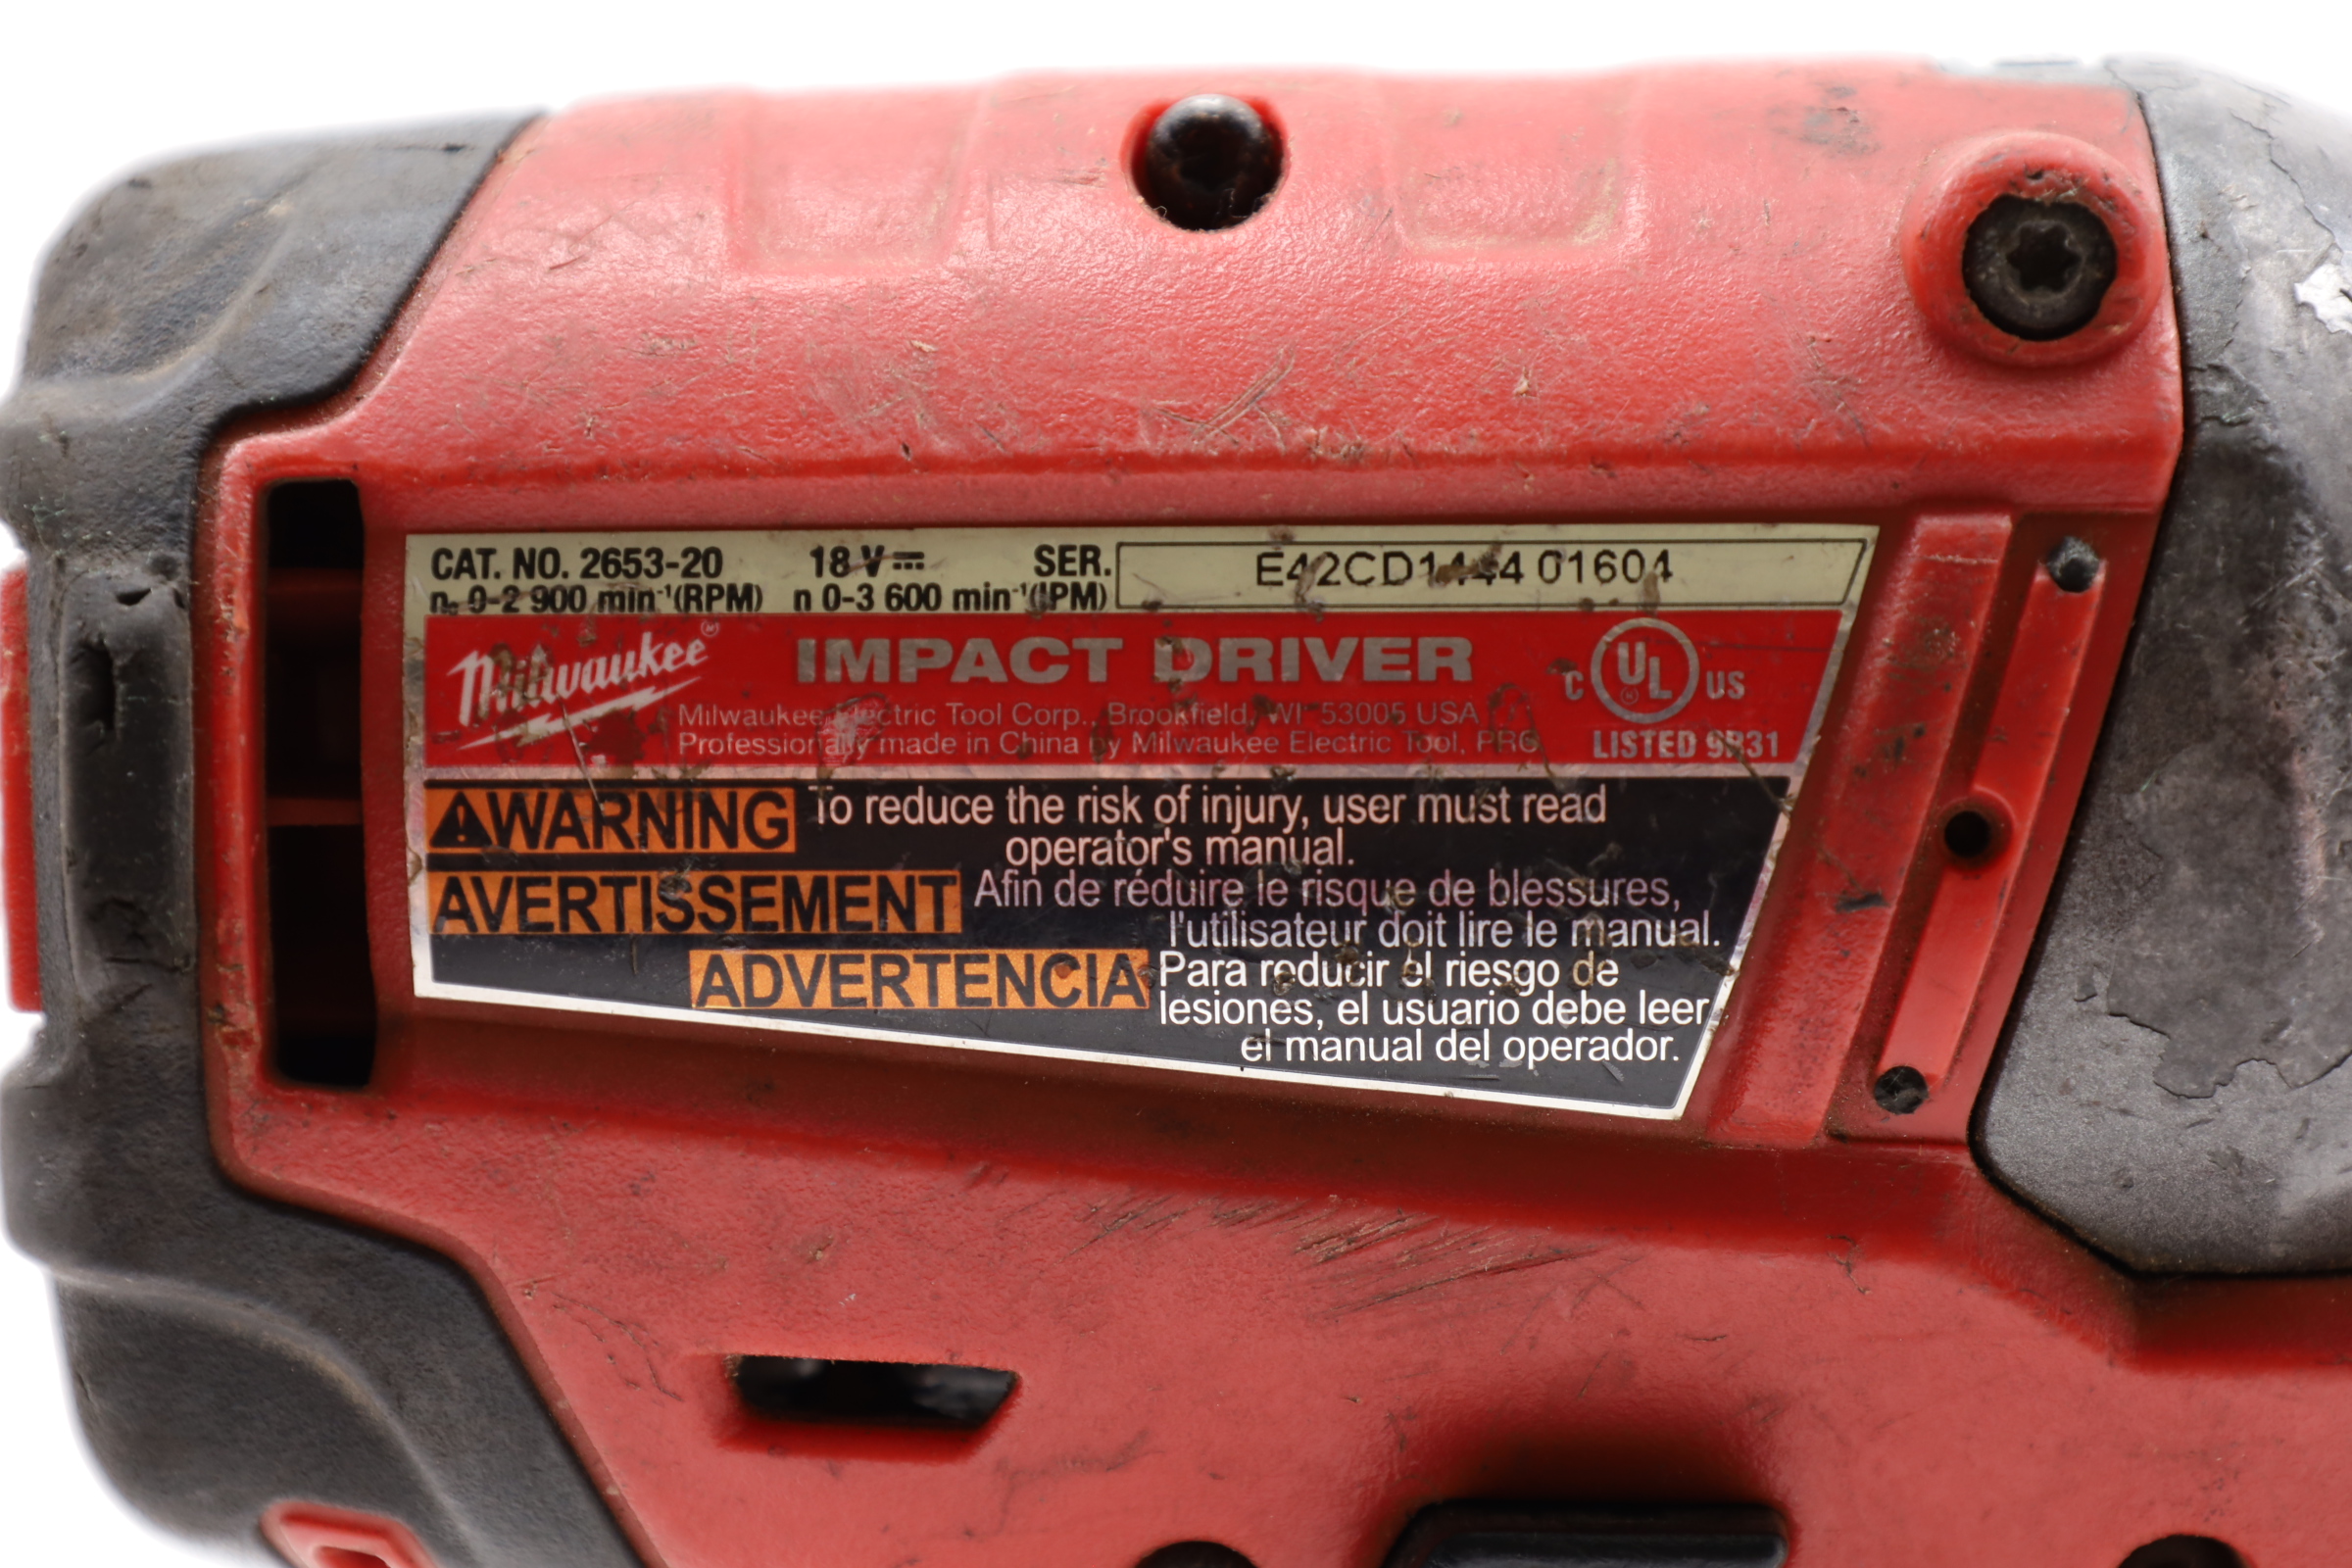 CAT. NO. 2653-20 18 V SER. E42CD1444 01604
n₀ 0-2 900 min⁻¹(RPM) n 0-3 600 min⁻¹(IPM)
Milwaukee® IMPACT DRIVER C UL® US
Milwaukee Electric Tool Corp., Brookfield, WI 53005 USA
Professionally made in China by Milwaukee Electric Tool, PRC LISTED
WARNING To reduce the risk of injury, user must read
operator's manual.
AVERTISSEMENT Afin de réduire le risque de blessures,
l'utilisateur doit lire le manual.
ADVERTENCIA Para reducir el riesgo de
lesiones, el usuario debe leer
el manual del operador.